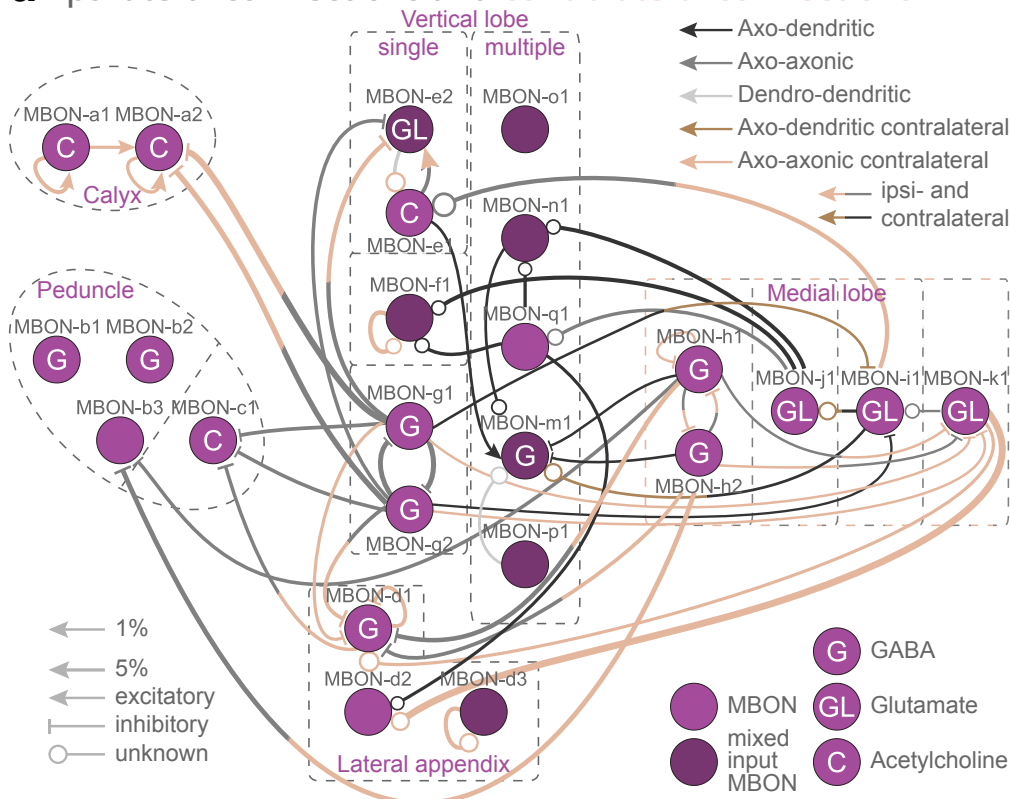 Vertical lobe
single multiple
Axo-dendritic
Axo-axonic
Dendro-dendritic
Axo-dendritic contralateral
Axo-axonic contralateral
ipsi- and
contralateral
MBON-e2 MBON-o1
GL
MBON-a1 MBON-a2
C C
Calyx
C
MBON-e1
MBON-n1
Peduncle
MBON-f1
MBON-q1
Medial lobe
MBON-b1 MBON-b2
G G
MBON-h1
G
MBON-b3 MBON-c1
C
MBON-g1
G
MBON-m1
G
MBON-j1 MBON-i1 MBON-k1
GL GL GL
G
MBON-h2
G
MBON-g2
MBON-p1
MBON-d1
G
MBON-d2 MBON-d3
Lateral appendix
1%
5%
excitatory
inhibitory
unknown
G GABA
MBON
GL Glutamate
mixed
input
MBON
C Acetylcholine